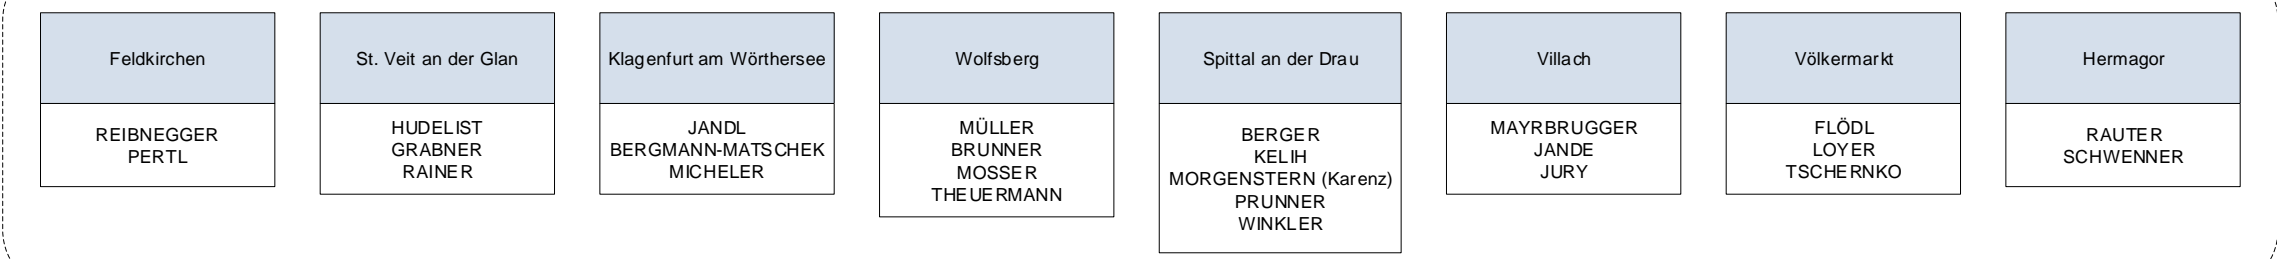 Feldkirchen
REIBNEGGER
PERTL
St. Veit an der Glan
HUDELIST
GRABNER
RAINER
Klagenfurt am Wörthersee
JANDL
BERGMANN-MATSCHEK
MICHELER
Wolfsberg
MÜLLER
BRUNNER
MOSSER
THEUERMANN
Spittal an der Drau
BERGER
KELIH
MORGENSTERN (Karenz)
PRUNNER
WINKLER
Villach
MAYRBRUGGER
JANDE
JURY
Völkermarkt
FLÖDL
LOYER
TSCHERNKO
Hermagor
RAUTER
SCHWENNER